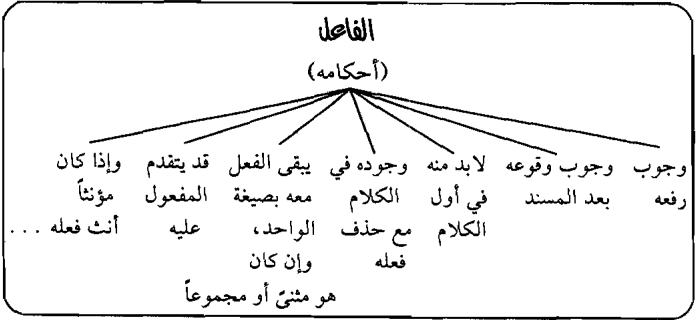 الفاعل
(أحكامه)
وجوب
رفعه
وجوب وقوعه
بعد المسند
لابد منه
في أول
الكلام
وجوده في
الكلام
مع حذف
فعله
يبقى الفعل
معه بصيغة
الواحد،
وإن كان
هو مثنىً أو مجموعاً
قد يتقدم
المفعول
عليه
وإذا كان
مؤنثاً
أنث فعله ...